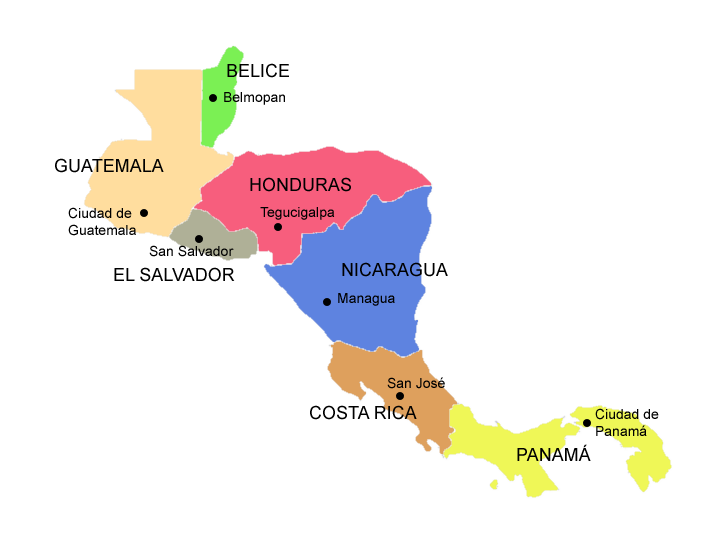 BELICE
Belmopan
GUATEMALA
HONDURAS
Ciudad de
Guatemala
Tegucigalpa
San Salvador
EL SALVADOR
NICARAGUA
Managua
San José
COSTA RICA
Ciudad de
Panamá
PANAMÁ